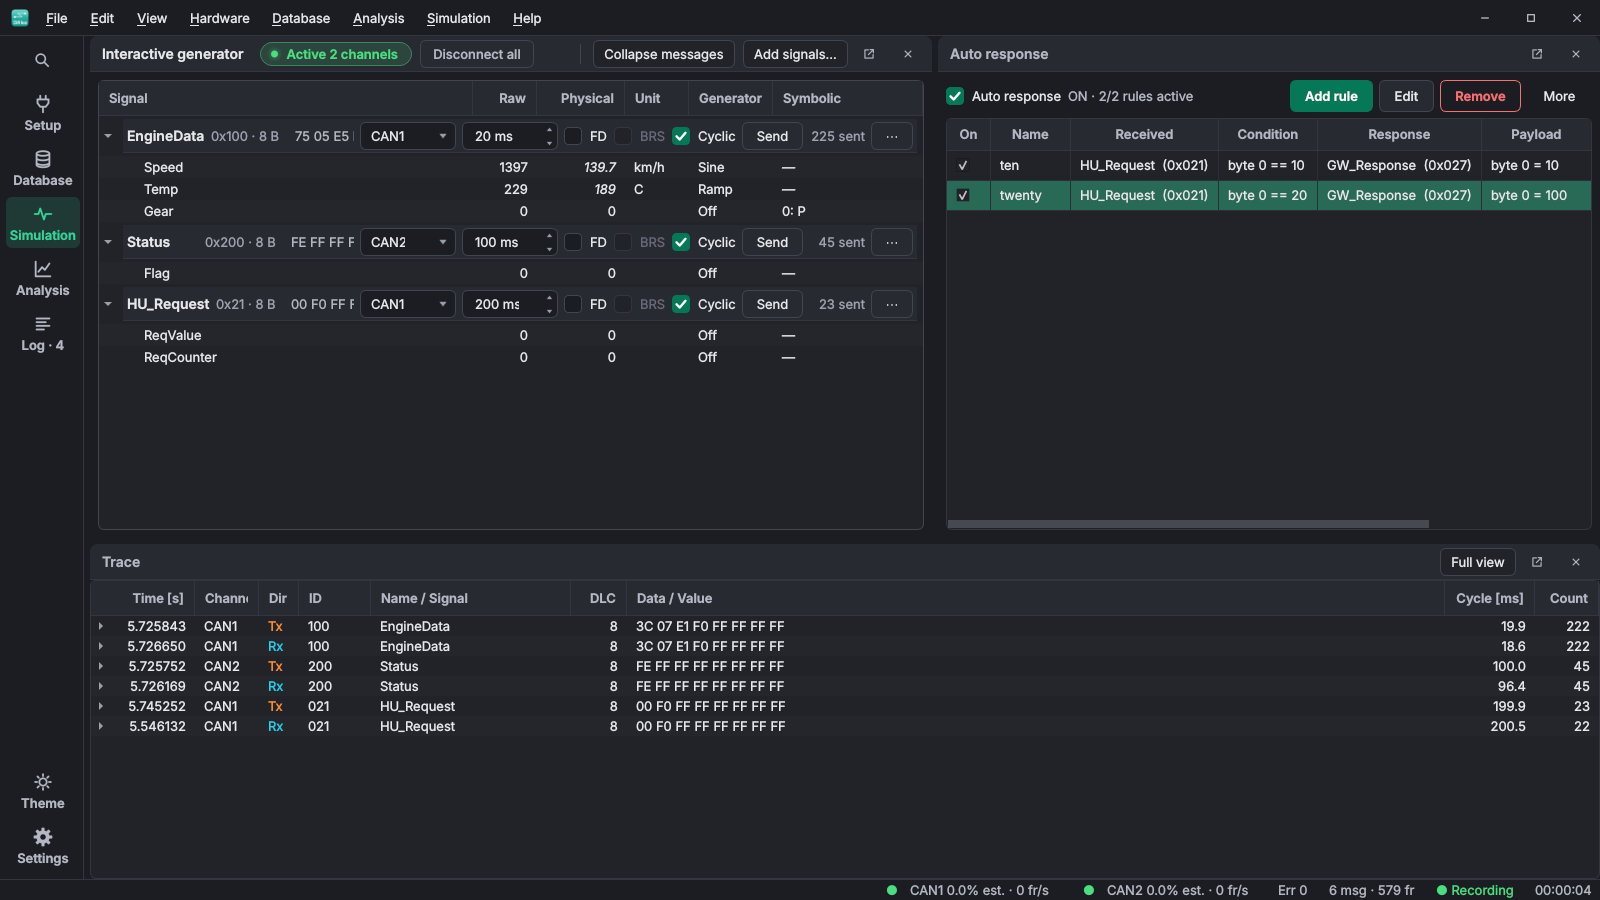 File Edit View Hardware Database Analysis Simulation Help
Setup
Database
Simulation
Analysis
Log · 4
Theme
Settings
Interactive generator Active 2 channels Disconnect all Collapse messages Add signals...
Signal Raw Physical Unit Generator Symbolic
EngineData 0x100 · 8 B 75 05 E5 CAN1 20 ms FD BRS Cyclic Send 225 sent ...
Speed 1397 139.7 km/h Sine —
Temp 229 189 C Ramp —
Gear 0 0 Off 0: P
Status 0x200 · 8 B FE FF FF F CAN2 100 ms FD BRS Cyclic Send 45 sent ...
Flag 0 0 Off —
HU_Request 0x21 · 8 B 00 F0 FF F CAN1 200 ms FD BRS Cyclic Send 23 sent ...
ReqValue 0 0 Off —
ReqCounter 0 0 Off —
Auto response
Auto response ON · 2/2 rules active Add rule Edit Remove More
On Name Received Condition Response Payload
ten HU_Request (0x021) byte 0 == 10 GW_Response (0x027) byte 0 = 10
twenty HU_Request (0x021) byte 0 == 20 GW_Response (0x027) byte 0 = 100
Trace Full view
Time [s] Channe Dir ID Name / Signal DLC Data / Value Cycle [ms] Count
5.725843 CAN1 Tx 100 EngineData 8 3C 07 E1 F0 FF FF FF FF 19.9 222
5.726650 CAN1 Rx 100 EngineData 8 3C 07 E1 F0 FF FF FF FF 18.6 222
5.725752 CAN2 Tx 200 Status 8 FE FF FF FF FF FF FF FF 100.0 45
5.726169 CAN2 Rx 200 Status 8 FE FF FF FF FF FF FF FF 96.4 45
5.745252 CAN1 Tx 021 HU_Request 8 00 F0 FF FF FF FF FF FF 199.9 23
5.546132 CAN1 Rx 021 HU_Request 8 00 F0 FF FF FF FF FF FF 200.5 22
CAN1 0.0% est. · 0 fr/s CAN2 0.0% est. · 0 fr/s Err 0 6 msg · 579 fr Recording 00:00:04